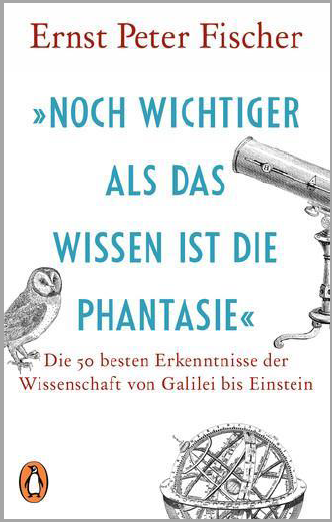 Ernst Peter Fischer
»NOCH WICHTIGER
ALS DAS
WISSEN IST DIE
PHANTASIE«
Die 50 besten Erkenntnisse der
Wissenschaft von Galilei bis Einstein